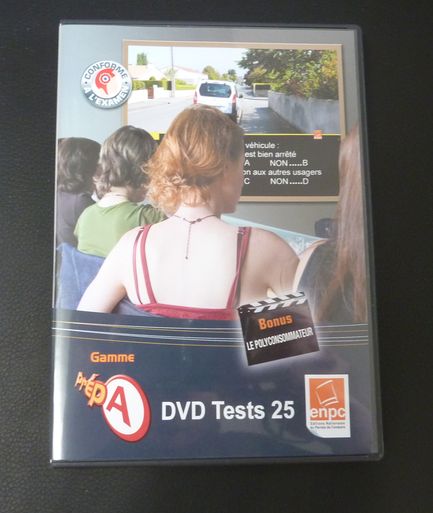 CONFORME
À L'EXAMEN
véhicule :
est bien arrêté
A NON.....B
on aux autres usagers
C NON.....D
Bonus
LE POLYCONSOMMATEUR
Gamme
PRÉPA
A
DVD Tests 25
enpc
Editions Nationales
du Permis de Conduire